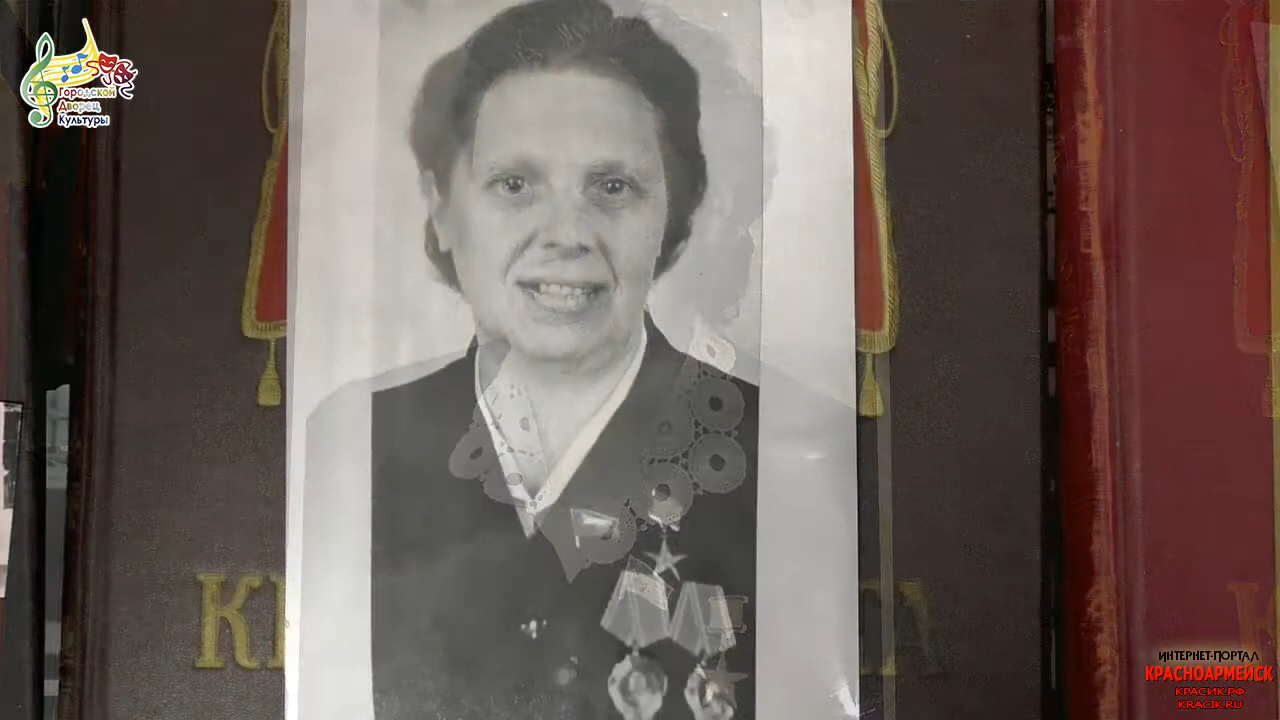 Городской
Дворец
Культуры
К
А
ИНТЕРНЕТ-ПОРТАЛ
КРАСНОАРМЕЙСК
КРАСИК.РФ
KRACIK.RU